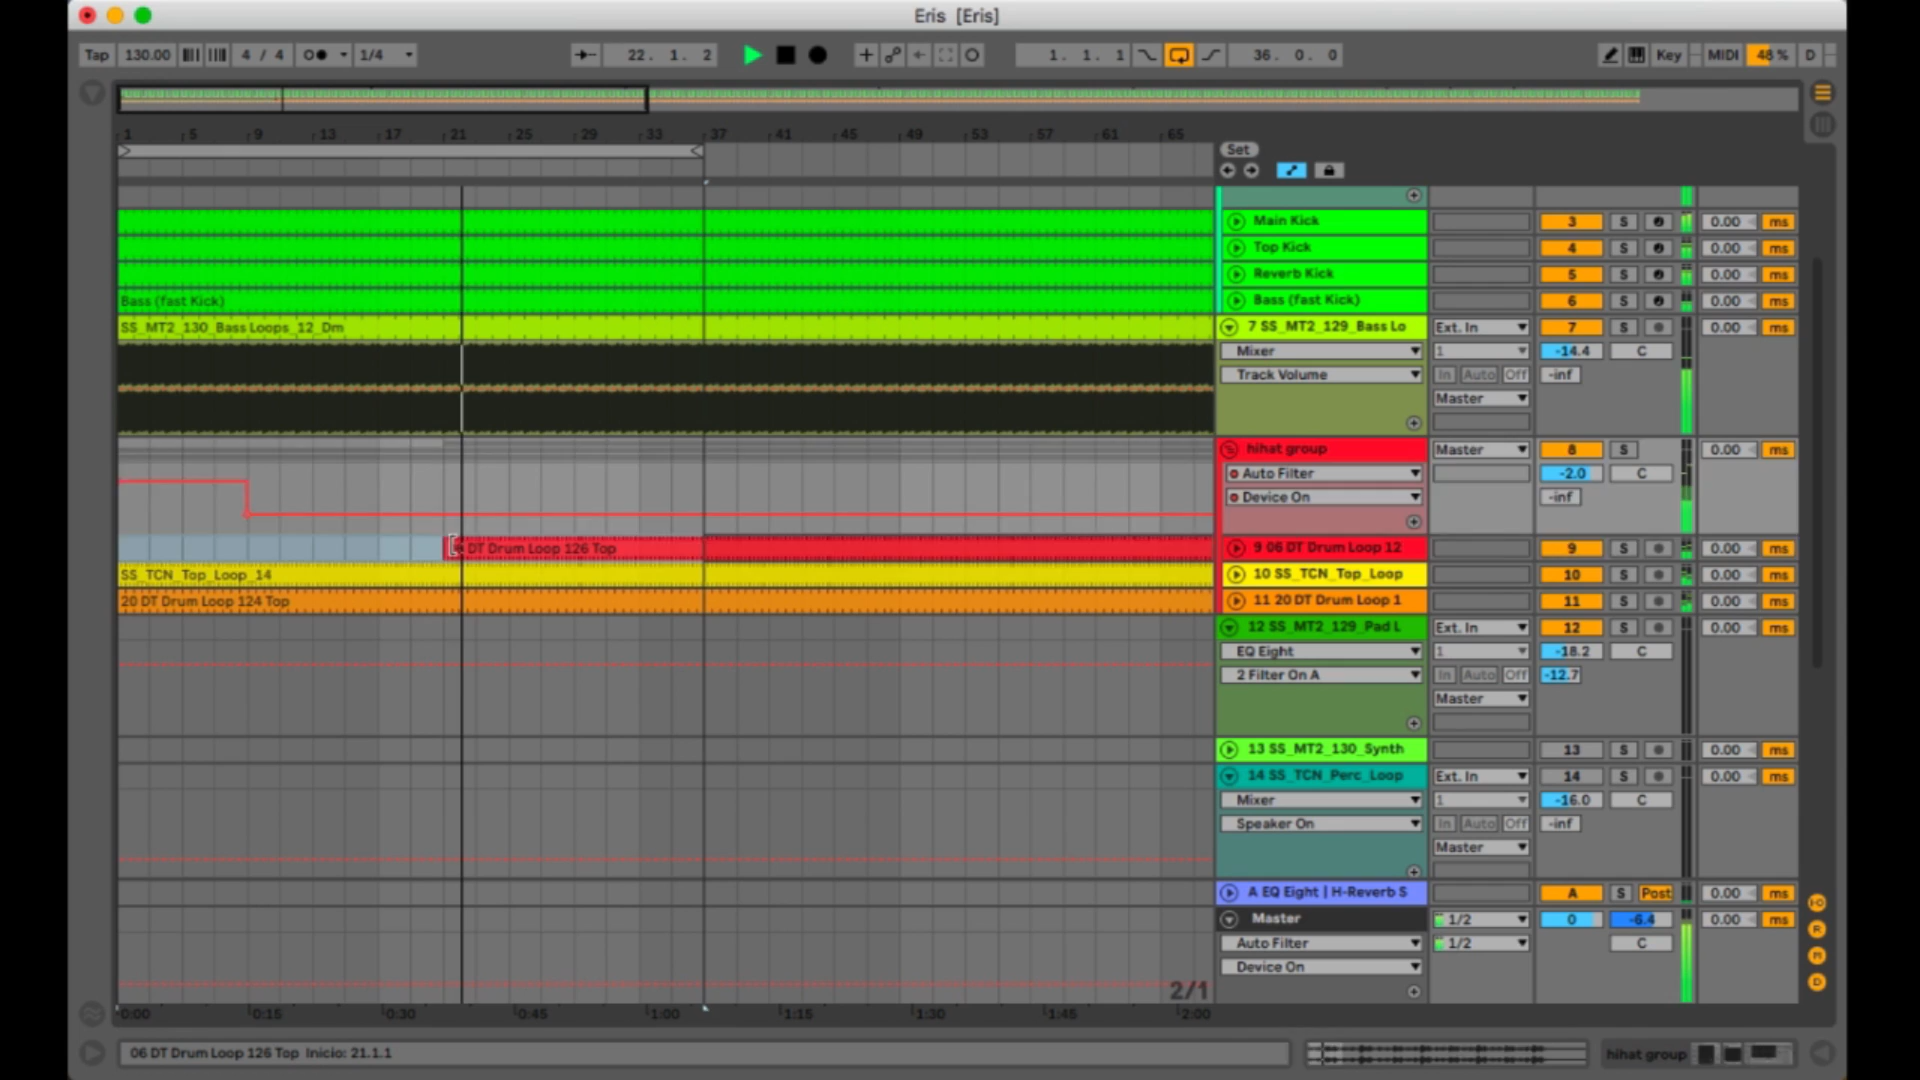 Eris [Eris]
Tap 130.00 4 / 4 1/4 22. 1. 2 1. 1. 1 36. 0. 0 Key MIDI 48 % D
1 5 9 13 17 21 25 29 33 37 41 45 49 53 57 61 65
Set
Main Kick 3 S 0.00 ms
Top Kick 4 S 0.00 ms
Reverb Kick 5 S 0.00 ms
Bass (fast Kick) Bass (fast Kick) 6 S 0.00 ms
SS_MT2_130_Bass Loops_12_Dm 7 SS_MT2_129_Bass Lo Ext. In 7 S 0.00 ms
Mixer 1 -14.4 C
Track Volume In Auto Off -inf
Master
hihat group Master 8 S 0.00 ms
Auto Filter -2.0 C
Device On -inf
DT Drum Loop 126 Top 9 06 DT Drum Loop 12 9 S 0.00 ms
SS_TCN_Top_Loop_14 10 SS_TCN_Top_Loop 10 S 0.00 ms
20 DT Drum Loop 124 Top 11 20 DT Drum Loop 1 11 S 0.00 ms
12 SS_MT2_129_Pad L Ext. In 12 S 0.00 ms
EQ Eight 1 -18.2 C
2 Filter On A In Auto Off -12.7
Master
13 SS_MT2_130_Synth 13 S 0.00 ms
14 SS_TCN_Perc_Loop Ext. In 14 S 0.00 ms
Mixer 1 -16.0 C
Speaker On In Auto Off -inf
Master
A EQ Eight | H-Reverb S A S Post 0.00 ms
Master 1/2 0 -6.4 0.00 ms
Auto Filter 1/2 C
Device On
2/1
0:00 0:15 0:30 0:45 1:00 1:15 1:30 1:45 2:00
06 DT Drum Loop 126 Top Inicio: 21.1.1 hihat group